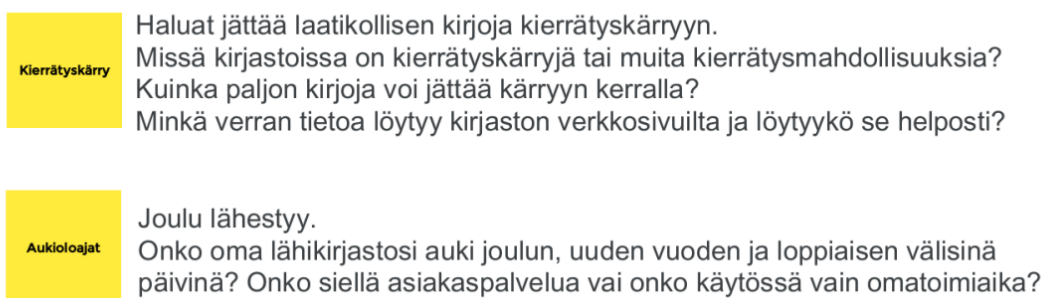 Kierrätyskärry
Haluat jättää laatikollisen kirjoja kierrätyskärryyn.
Missä kirjastoissa on kierrätyskärryjä tai muita kierrätysmahdollisuuksia?
Kuinka paljon kirjoja voi jättää kärryyn kerralla?
Minkä verran tietoa löytyy kirjaston verkkosivuilta ja löytyykö se helposti?
Aukioloajat
Joulu lähestyy.
Onko oma lähikirjastosi auki joulun, uuden vuoden ja loppiaisen välisinä
päivinä? Onko siellä asiakaspalvelua vai onko käytössä vain omatoimiaika?